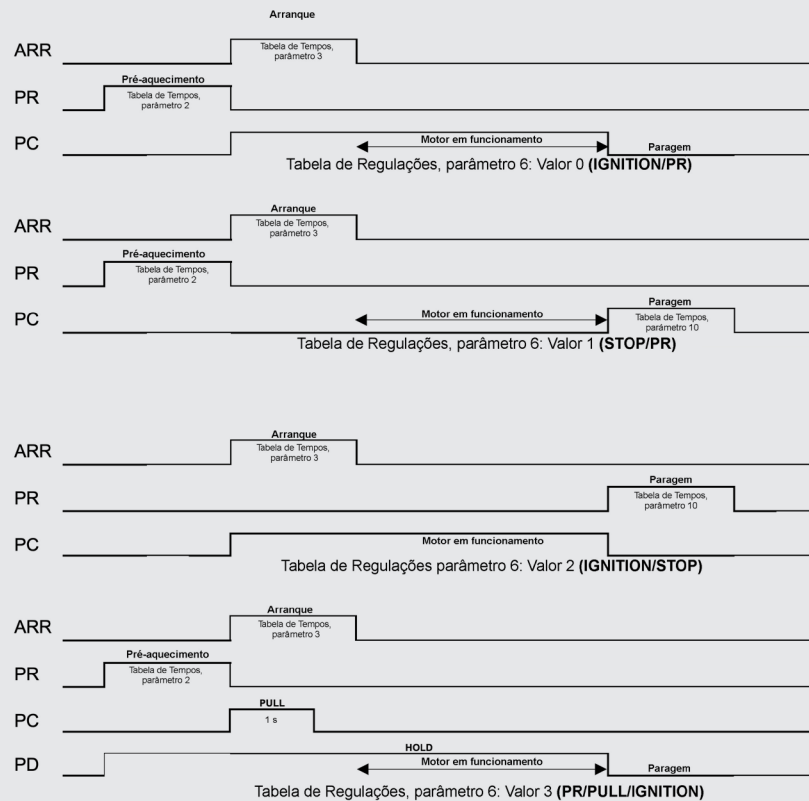 Arranque
ARR
Tabela de Tempos,
parâmetro 3
Pré-aquecimento
PR
Tabela de Tempos,
parâmetro 2
PC
Motor em funcionamento
Paragem
Tabela de Regulações, parâmetro 6: Valor 0 (IGNITION/PR)
Arranque
ARR
Tabela de Tempos,
parâmetro 3
Pré-aquecimento
PR
Tabela de Tempos,
parâmetro 2
Paragem
PC
Motor em funcionamento
Tabela de Tempos,
parâmetro 10
Tabela de Regulações, parâmetro 6: Valor 1 (STOP/PR)
Arranque
ARR
Tabela de Tempos,
parâmetro 3
Paragem
PR
Tabela de Tempos,
parâmetro 10
PC
Motor em funcionamento
Tabela de Regulações parâmetro 6: Valor 2 (IGNITION/STOP)
Arranque
ARR
Tabela de Tempos,
parâmetro 3
Pré-aquecimento
PR
Tabela de Tempos,
parâmetro 2
PULL
PC
1 s
HOLD
PD
Motor em funcionamento
Paragem
Tabela de Regulações, parâmetro 6: Valor 3 (PR/PULL/IGNITION)